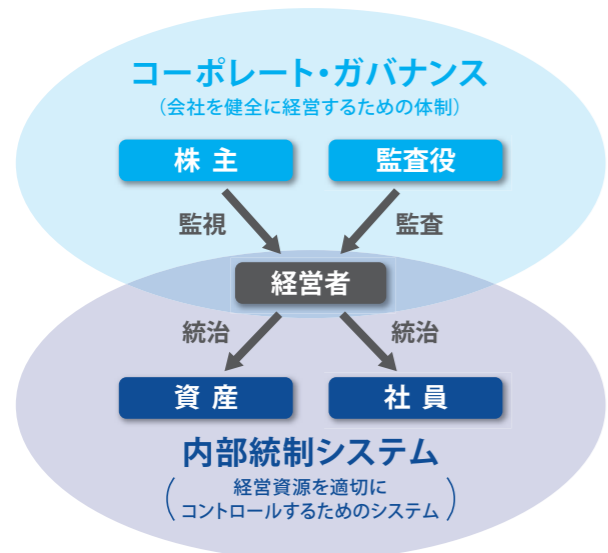 コーポレート・ガバナンス
（会社を健全に経営するための体制）
株 主
監査役
監視
監査
経営者
統治
統治
資 産
社 員
内部統制システム
（経営資源を適切に
コントロールするためのシステム）